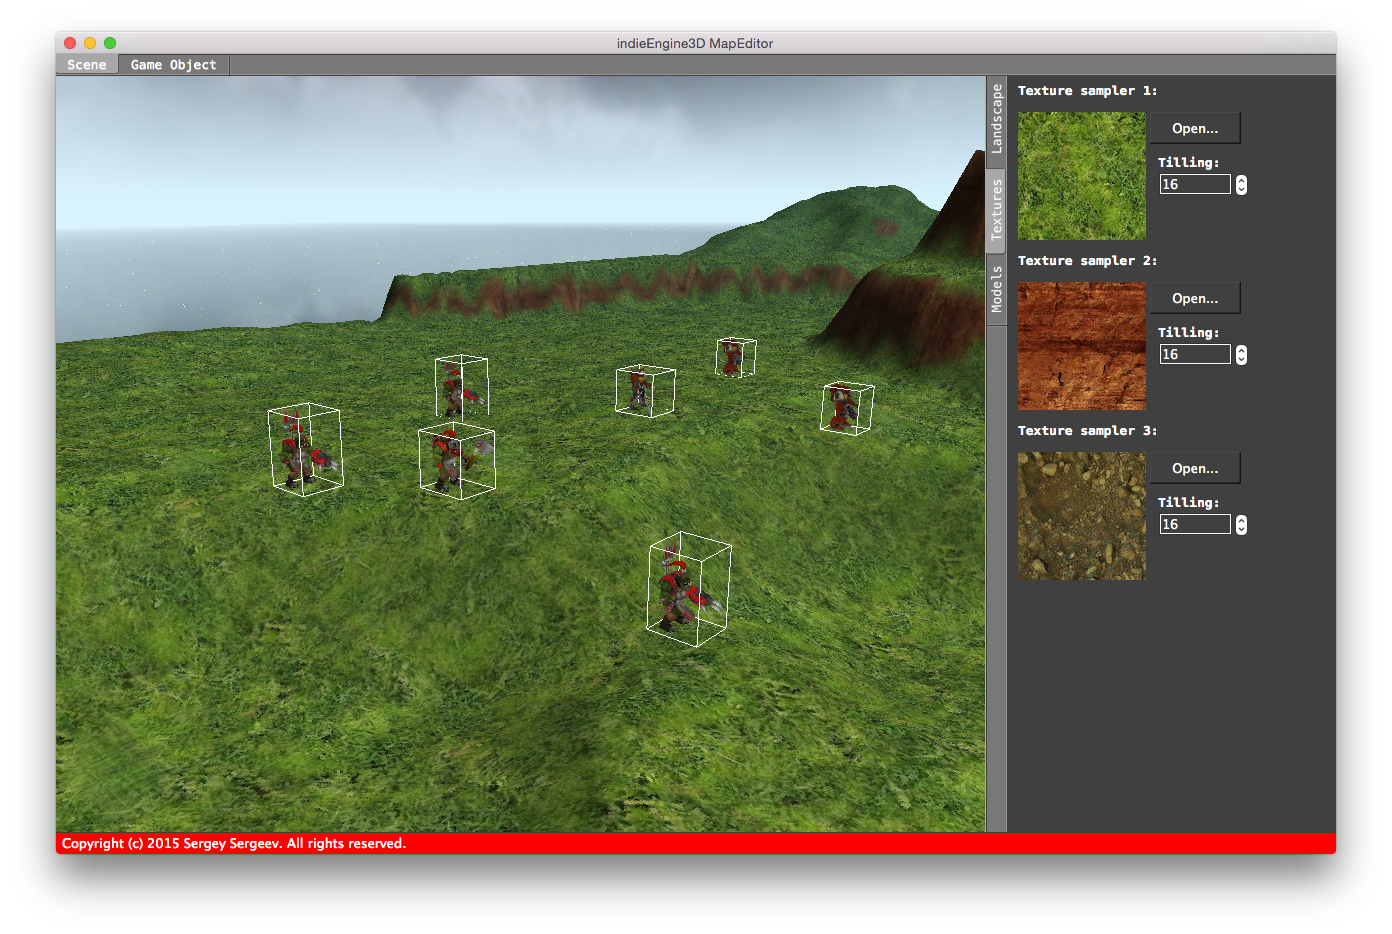 indieEngine3D MapEditor
Scene
Game Object
Landscape
Textures
Models
Texture sampler 1:
Open...
Tilling:
16
Texture sampler 2:
Open...
Tilling:
16
Texture sampler 3:
Open...
Tilling:
16
Copyright (c) 2015 Sergey Sergeev. All rights reserved.